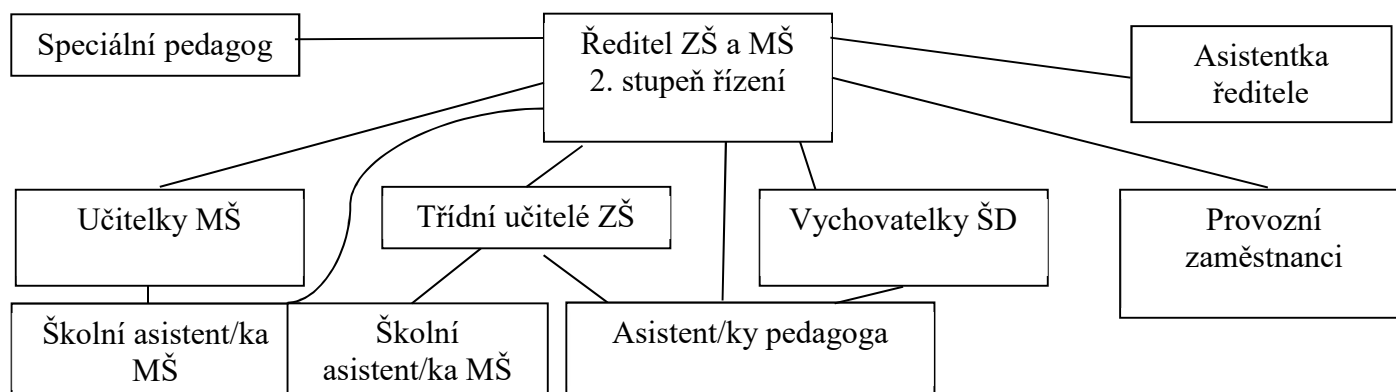 Speciální pedagog
Ředitel ZŠ a MŠ
2. stupeň řízení
Asistentka
ředitele
Učitelky MŠ
Třídní učitelé ZŠ
Vychovatelky ŠD
Provozní
zaměstnanci
Školní asistent/ka
MŠ
Školní
asistent/ka MŠ
Asistent/ky pedagoga